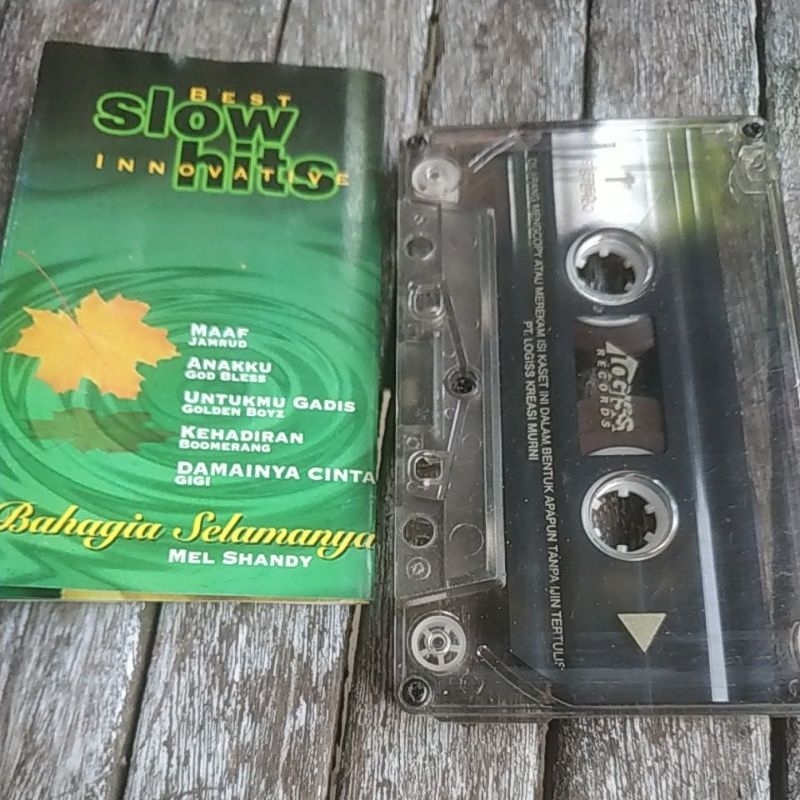 BEST
slow
hits
INNOVATIVE
MAAF
JAMRUD
ANAKKU
GOD BLESS
UNTUKMU GADIS
GOLDEN BOYZ
KEHADIRAN
BOOMERANG
DAMAINYA CINTA
GIGI
Bahagia Selamanya
MEL SHANDY
DILARANG MENGCOPY ATAU MEREKAM ISI KASET INI DALAM BENTUK APAPUN TANPA IJIN TERTULIS
PT. LOGISS KREASI MURNI
LOGISS
RECORDS